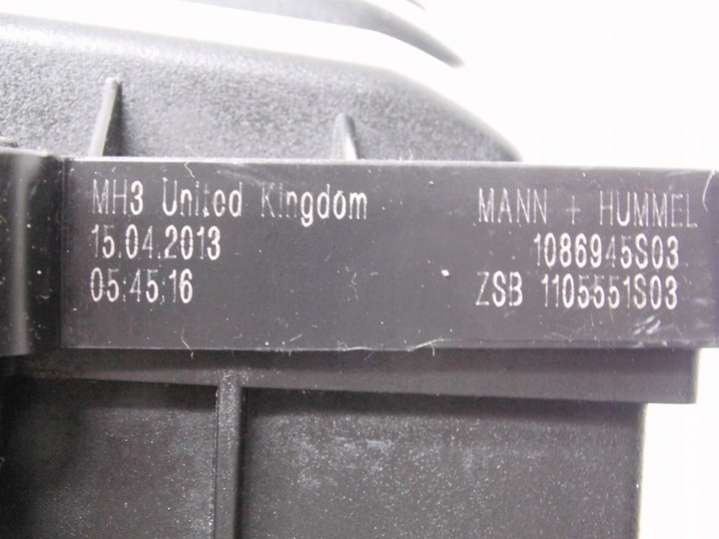 MH3 United Kingdom
15.04.2013
05:45:16
MANN + HUMMEL
1086945S03
ZSB 1105551S03